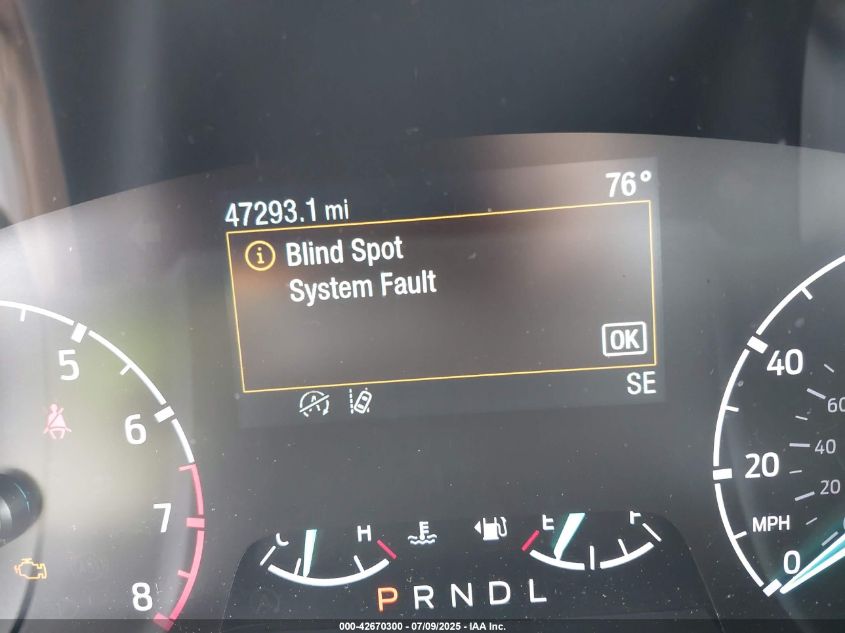 76°
47293.1 mi
Blind Spot
System Fault
OK
SE
5
6
7
8
40
20
0
MPH
60
40
20
C H
E F
P R N D L
000-42670300 - 07/09/2025 - IAA Inc.